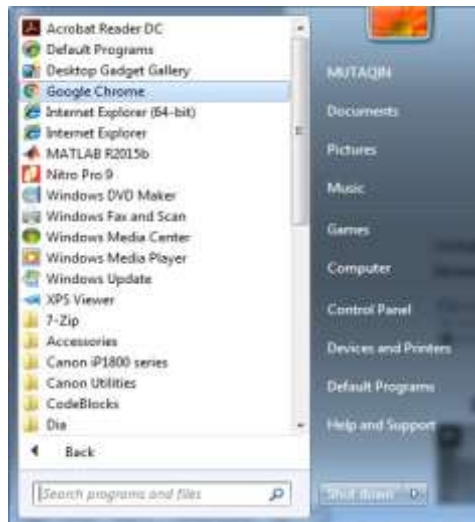 Acrobat Reader DC
Default Programs
Desktop Gadget Gallery
Google Chrome
Internet Explorer (64-bit)
Internet Explorer
MATLAB R2015b
Nitro Pro 9
Windows DVD Maker
Windows Fax and Scan
Windows Media Center
Windows Media Player
Windows Update
XPS Viewer
7-Zip
Accessories
Canon iP1800 series
Canon Utilities
CodeBlocks
Dia
Back
Search programs and files
MUTAQIN
Documents
Pictures
Music
Games
Computer
Control Panel
Devices and Printers
Default Programs
Help and Support
Shut down